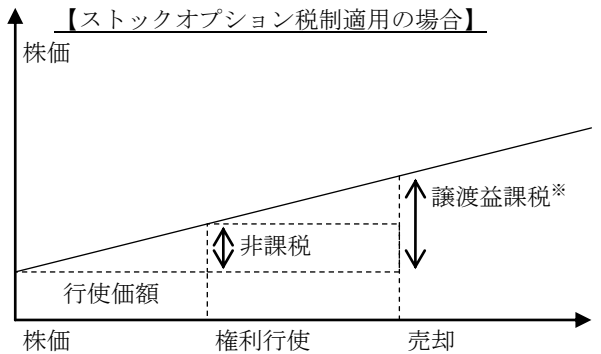 【ストックオプション税制適用の場合】
株価
譲渡益課税※
非課税
行使価額
株価 権利行使 売却